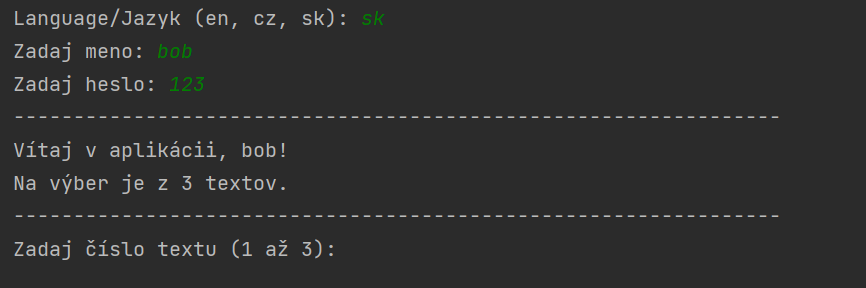 Language/Jazyk (en, cz, sk): sk
Zadaj meno: bob
Zadaj heslo: 123
----------------------------------------------------------------
Vítaj v aplikácii, bob!
Na výber je z 3 textov.
----------------------------------------------------------------
Zadaj číslo textu (1 až 3):